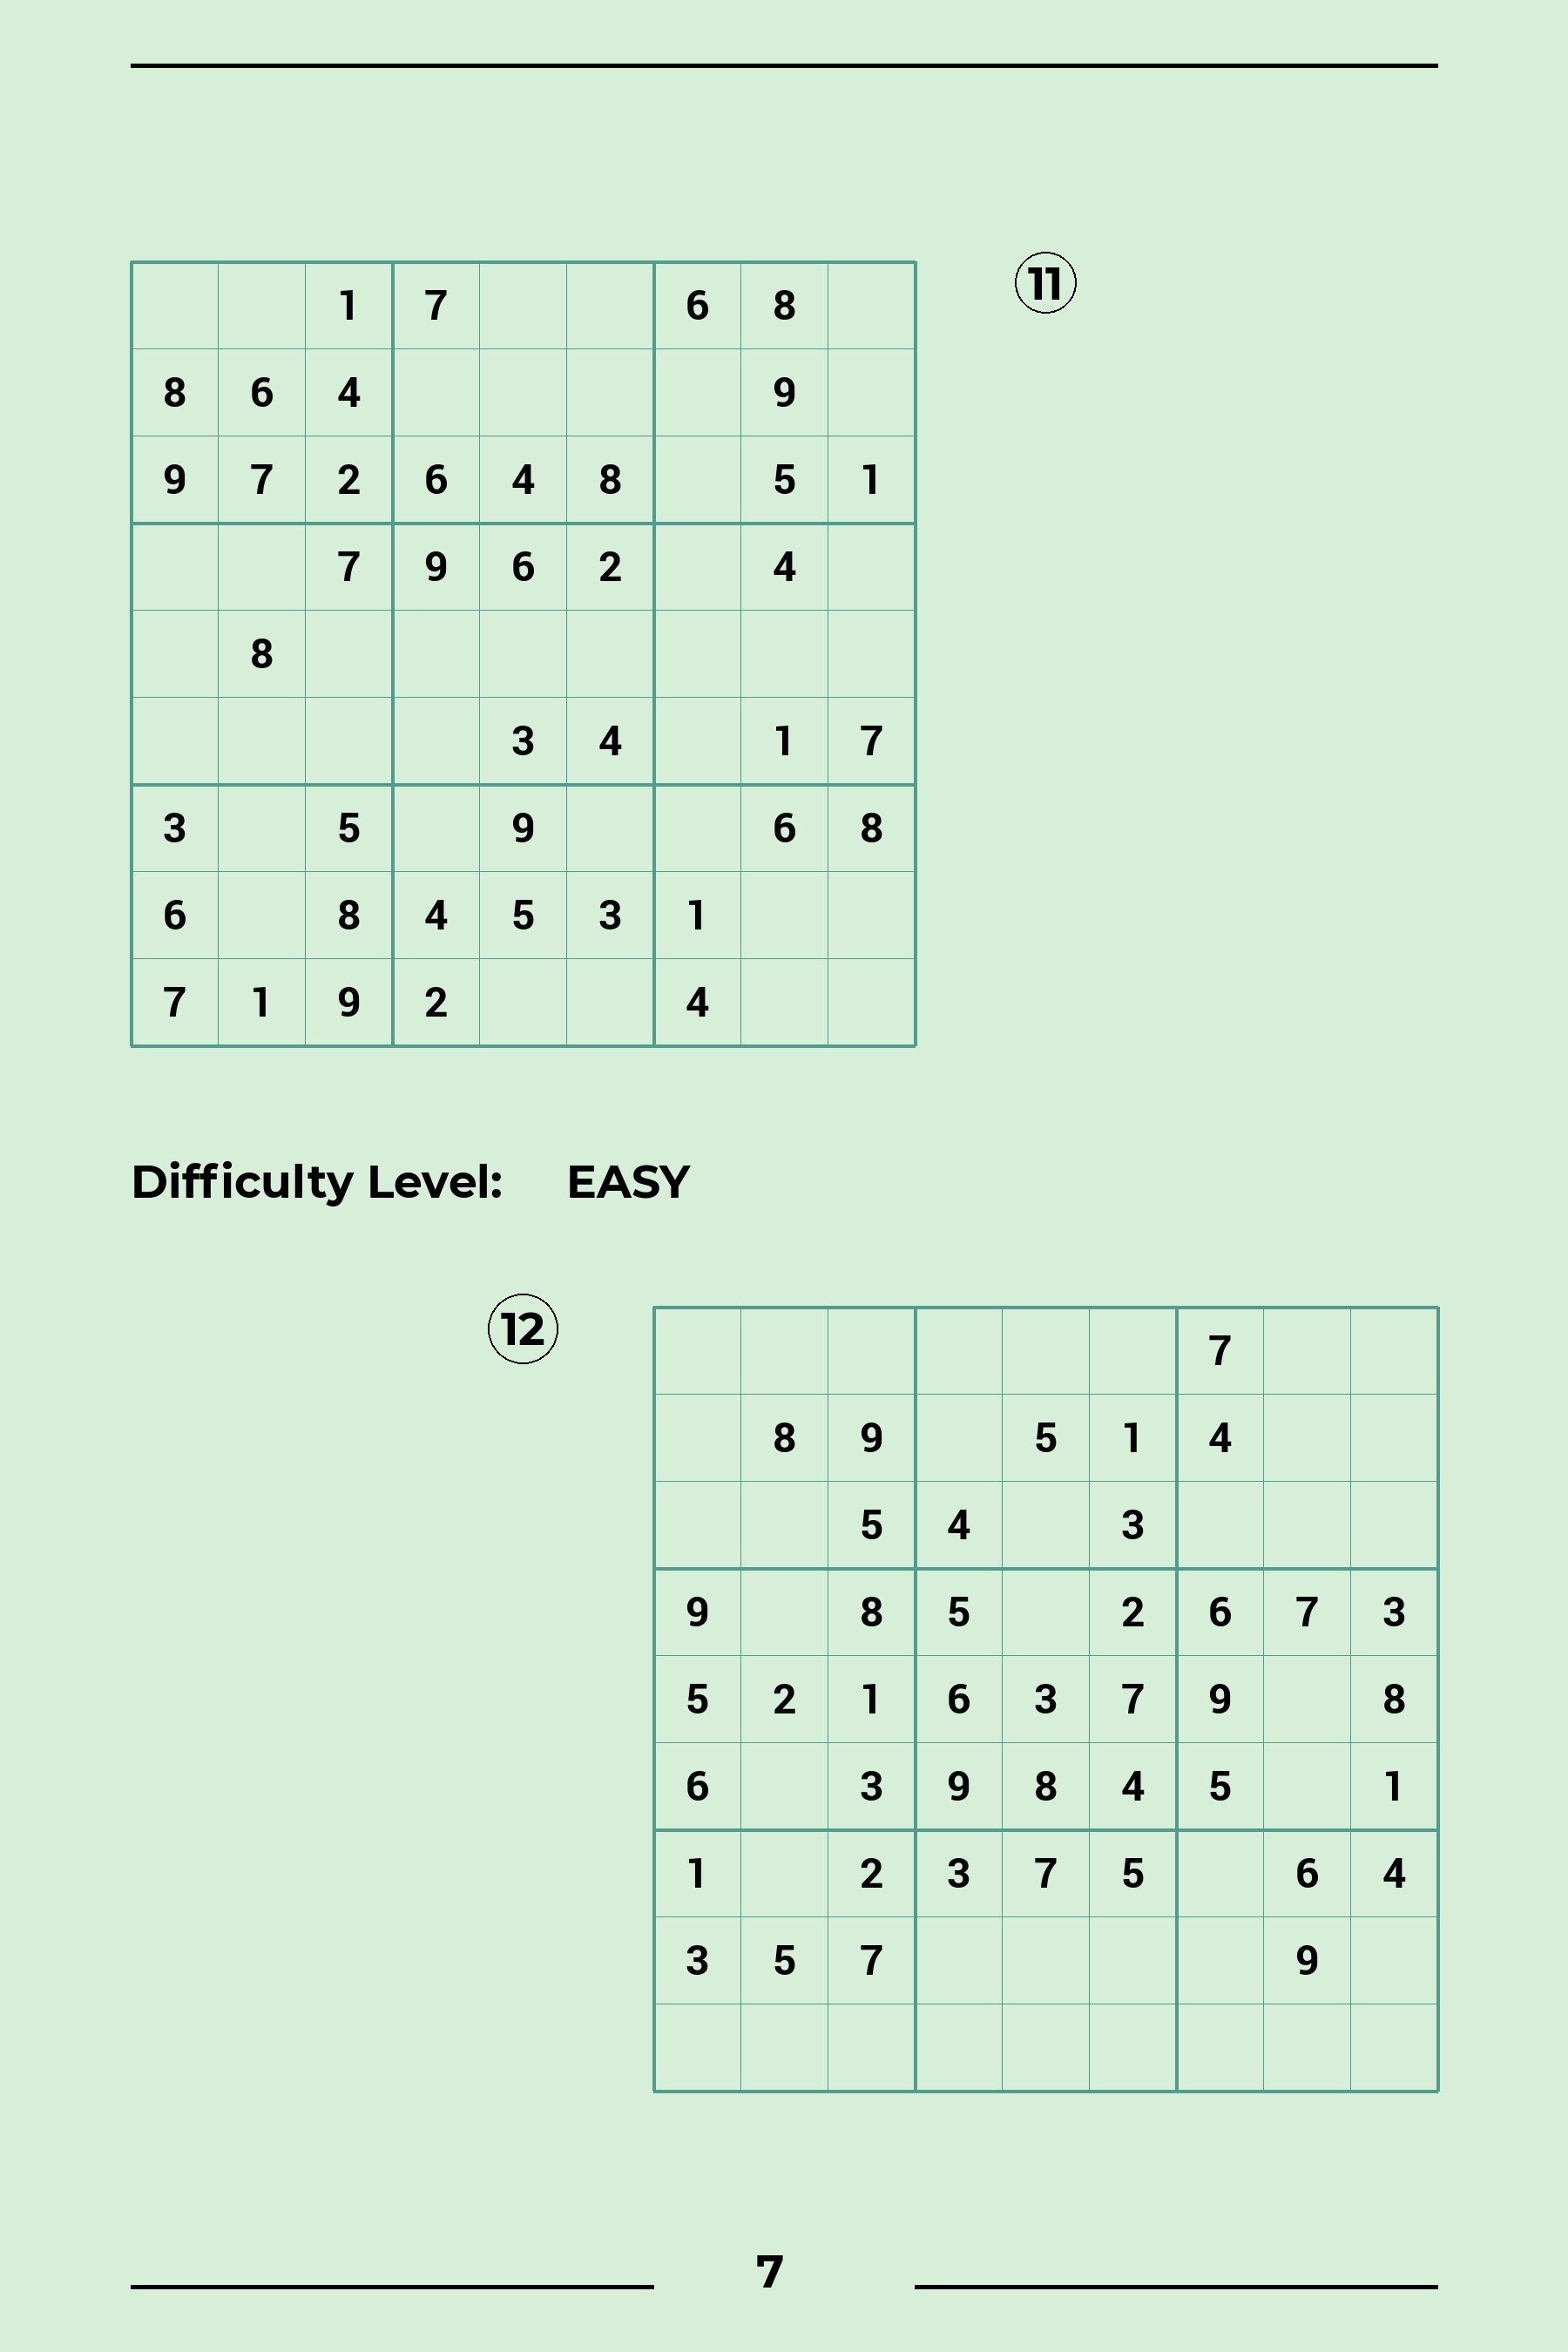 11
1 7 6 8
8 6 4 9
9 7 2 6 4 8 5 1
7 9 6 2 4
8
3 4 1 7
3 5 9 6 8
6 8 4 5 3 1
7 1 9 2 4
Difficulty Level: EASY
12
7
8 9 5 1 4
5 4 3
9 8 5 2 6 7 3
5 2 1 6 3 7 9 8
6 3 9 8 4 5 1
1 2 3 7 5 6 4
3 5 7 9
7